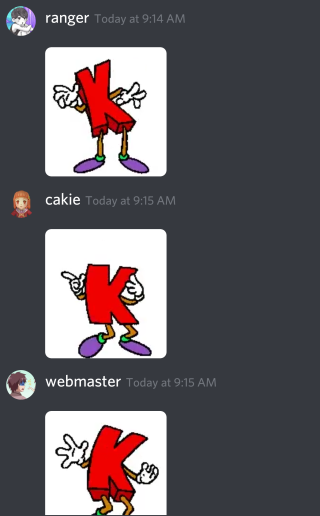 ranger Today at 9:14 AM
K
cakie Today at 9:15 AM
K
webmaster Today at 9:15 AM
K